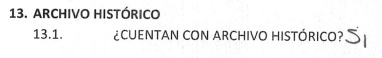 13. ARCHIVO HISTÓRICO
13.1. ¿CUENTAN CON ARCHIVO HISTÓRICO? Si